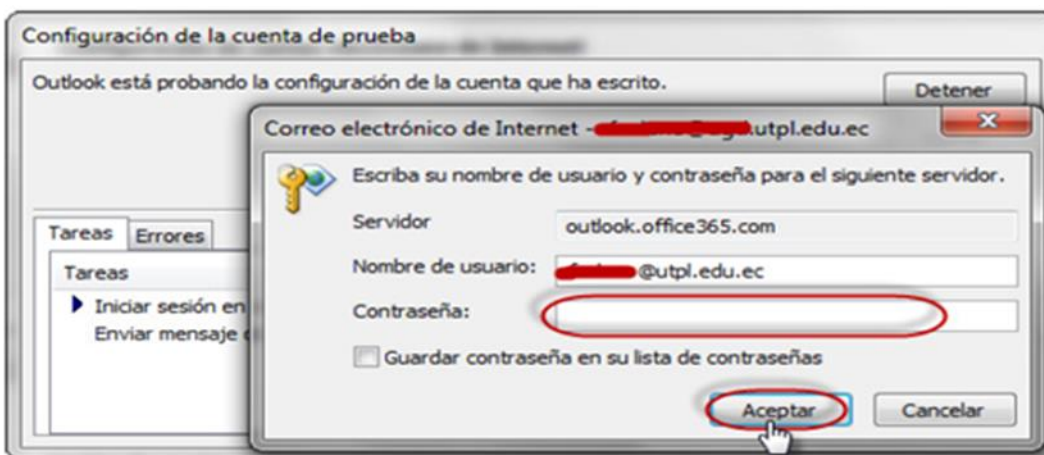 Configuración de la cuenta de prueba
Outlook está probando la configuración de la cuenta que ha escrito.
Detener
Correo electrónico de Internet - utpl.edu.ec
Escriba su nombre de usuario y contraseña para el siguiente servidor.
Servidor
outlook.office365.com
Nombre de usuario:
@utpl.edu.ec
Contraseña:
Guardar contraseña en su lista de contraseñas
Aceptar
Cancelar
Tareas
Errores
Tareas
Iniciar sesión en
Enviar mensaje